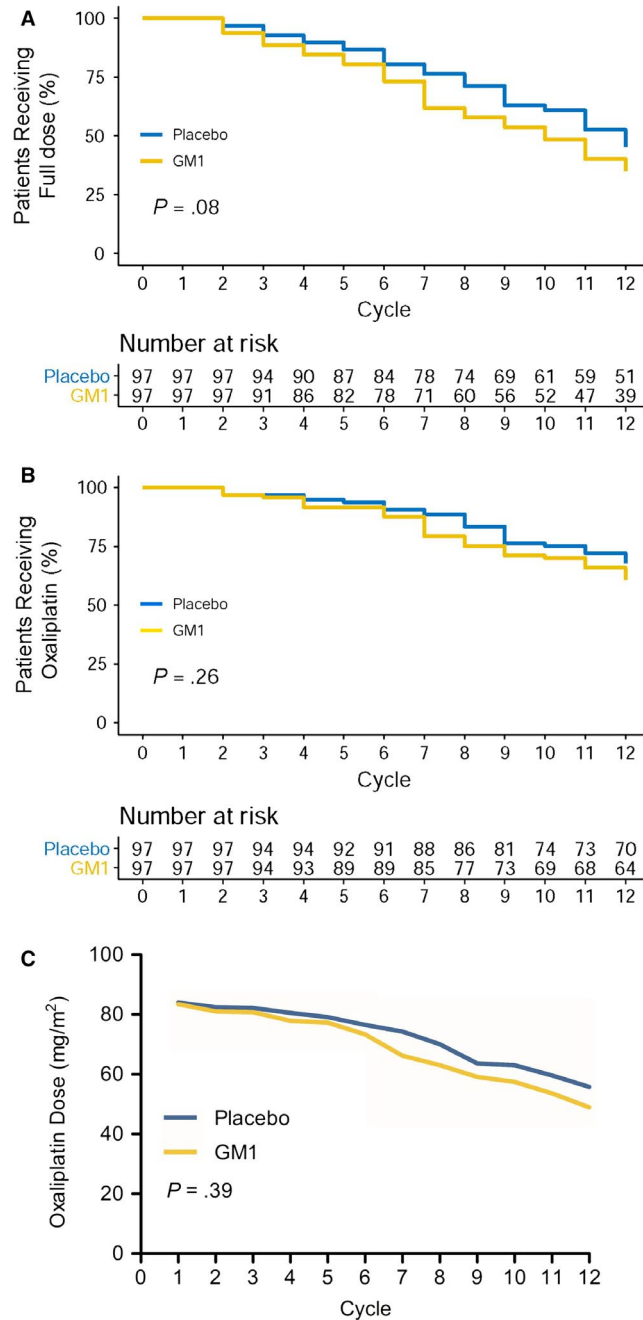 A
Patients Receiving
Full dose (%)
100
75
50
25
0
Placebo
GM1
P = .08
0 1 2 3 4 5 6 7 8 9 10 11 12
Cycle
Number at risk
Placebo 97 97 97 94 90 87 84 78 74 69 61 59 51
GM1 97 97 97 91 86 82 78 71 60 56 52 47 39
0 1 2 3 4 5 6 7 8 9 10 11 12
B
Patients Receiving
Oxaliplatin (%)
100
75
50
25
0
Placebo
GM1
P = .26
0 1 2 3 4 5 6 7 8 9 10 11 12
Cycle
Number at risk
Placebo 97 97 97 94 94 92 91 88 86 81 74 73 70
GM1 97 97 97 94 93 89 89 85 77 73 69 68 64
0 1 2 3 4 5 6 7 8 9 10 11 12
C
Oxaliplatin Dose (mg/m²)
100
80
60
40
20
0
Placebo
GM1
P = .39
0 1 2 3 4 5 6 7 8 9 10 11 12
Cycle